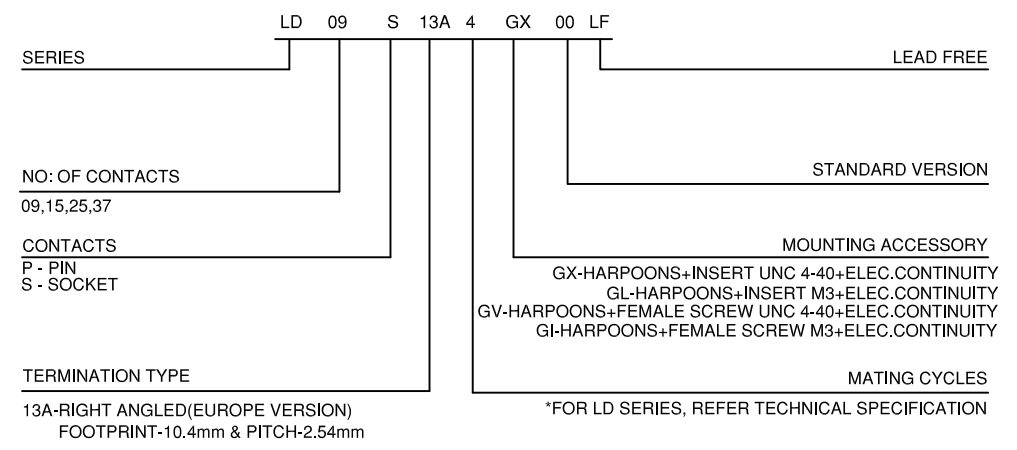 LD 09 S 13A 4 GX 00 LF
SERIES
LEAD FREE
NO: OF CONTACTS
09,15,25,37
STANDARD VERSION
CONTACTS
P - PIN
S - SOCKET
MOUNTING ACCESSORY
GX-HARPOONS+INSERT UNC 4-40+ELEC.CONTINUITY
GL-HARPOONS+INSERT M3+ELEC.CONTINUITY
GV-HARPOONS+FEMALE SCREW UNC 4-40+ELEC.CONTINUITY
GI-HARPOONS+FEMALE SCREW M3+ELEC.CONTINUITY
TERMINATION TYPE
13A-RIGHT ANGLED(EUROPE VERSION)
FOOTPRINT-10.4mm & PITCH-2.54mm
MATING CYCLES
*FOR LD SERIES, REFER TECHNICAL SPECIFICATION